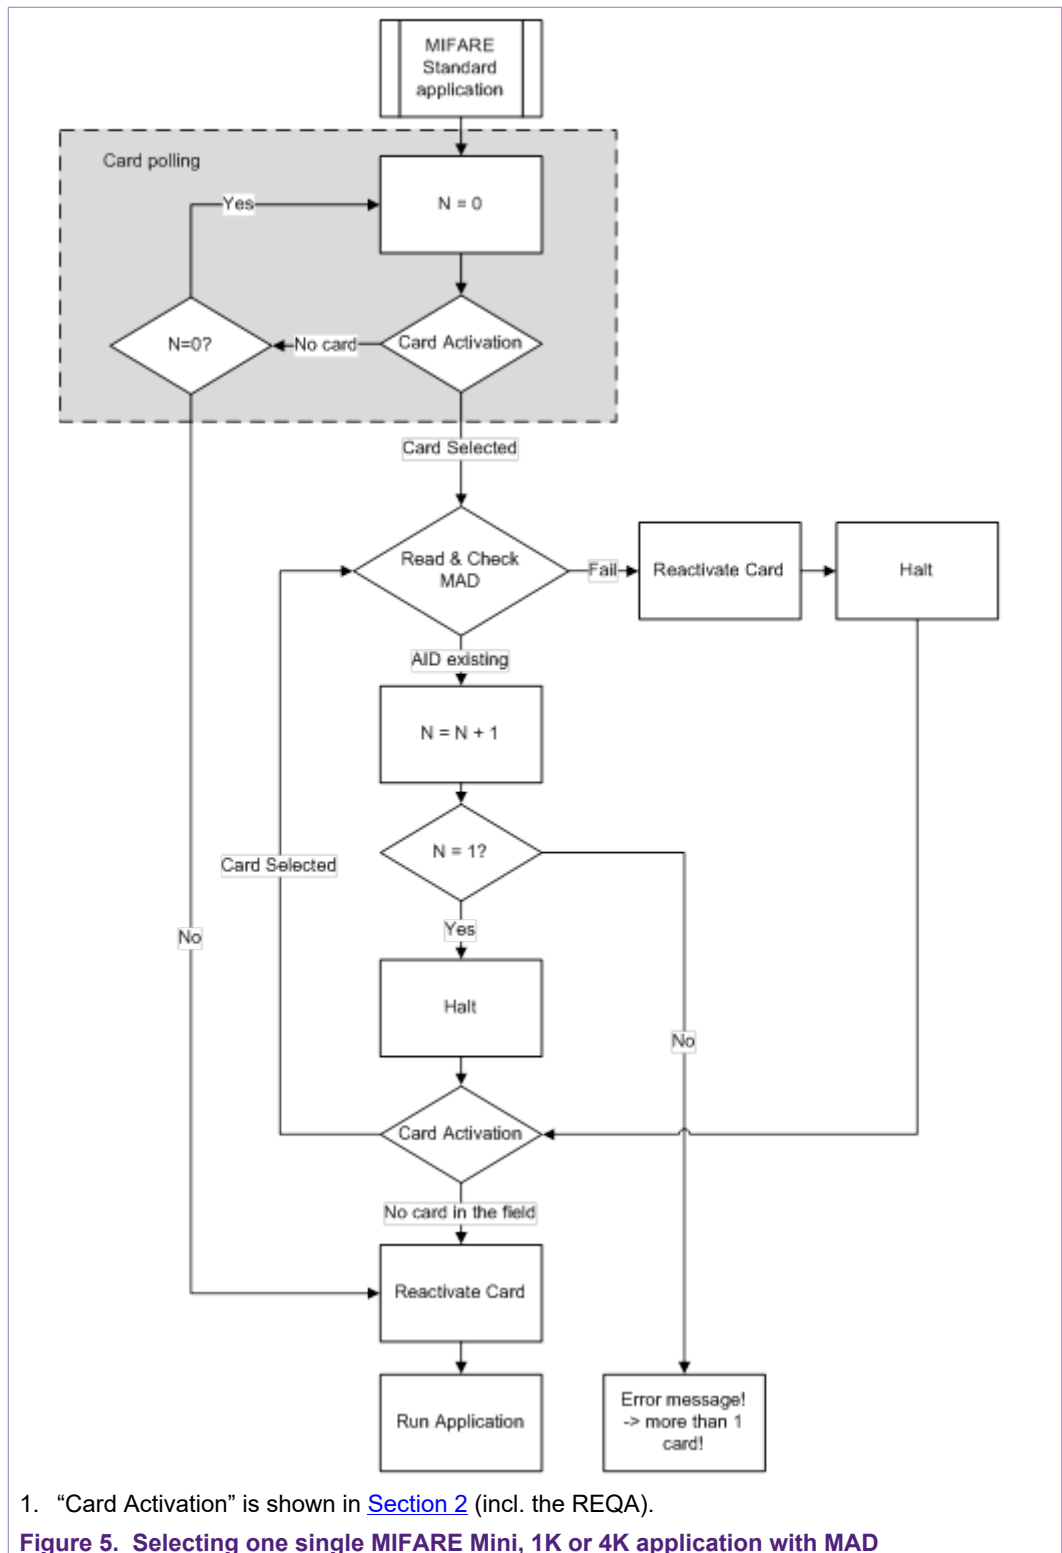 MIFARE
Standard
application
Card polling
Yes
N = 0
N=0?
No card
Card Activation
Card Selected
Read & Check
MAD
Fail
Reactivate Card
Halt
AID existing
N = N + 1
N = 1?
Card Selected
Yes
No
Halt
No
Card Activation
No card in the field
Reactivate Card
Run Application
Error message!
-> more than 1
card!
1. “Card Activation” is shown in Section 2 (incl. the REQA).
Figure 5. Selecting one single MIFARE Mini, 1K or 4K application with MAD